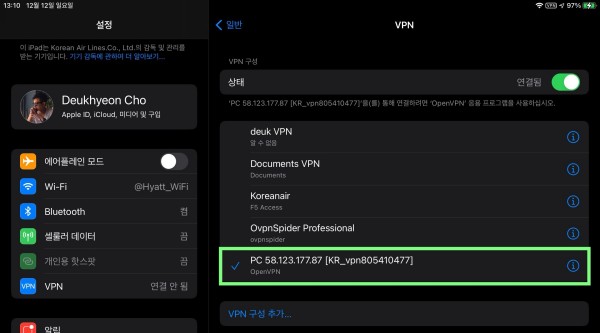 13:10 12월 12일 일요일
VPN 97%
설정
이 iPad는 Korean Air Lines.Co., Ltd.의 감독 및 관리를
받는 기기입니다. 기기 감독에 관하여 더 알아보기...
Deukhyeon Cho
Apple ID, iCloud, 미디어 및 구입
에어플레인 모드
Wi-Fi @Hyatt_WiFi
Bluetooth 켬
셀룰러 데이터 끔
개인용 핫스팟 끔
VPN VPN 연결 안 됨
알림
일반
VPN
VPN 구성
상태 연결됨
'PC 58.123.177.87 [KR_vpn805410477]'을(를) 통해 연결하려면 'OpenVPN' 응용 프로그램을 사용하십시오.
deuk VPN
알 수 없음
Documents VPN
Documents
Koreanair
F5 Access
OvpnSpider Professional
ovpnspider
PC 58.123.177.87 [KR_vpn805410477]
OpenVPN
VPN 구성 추가...